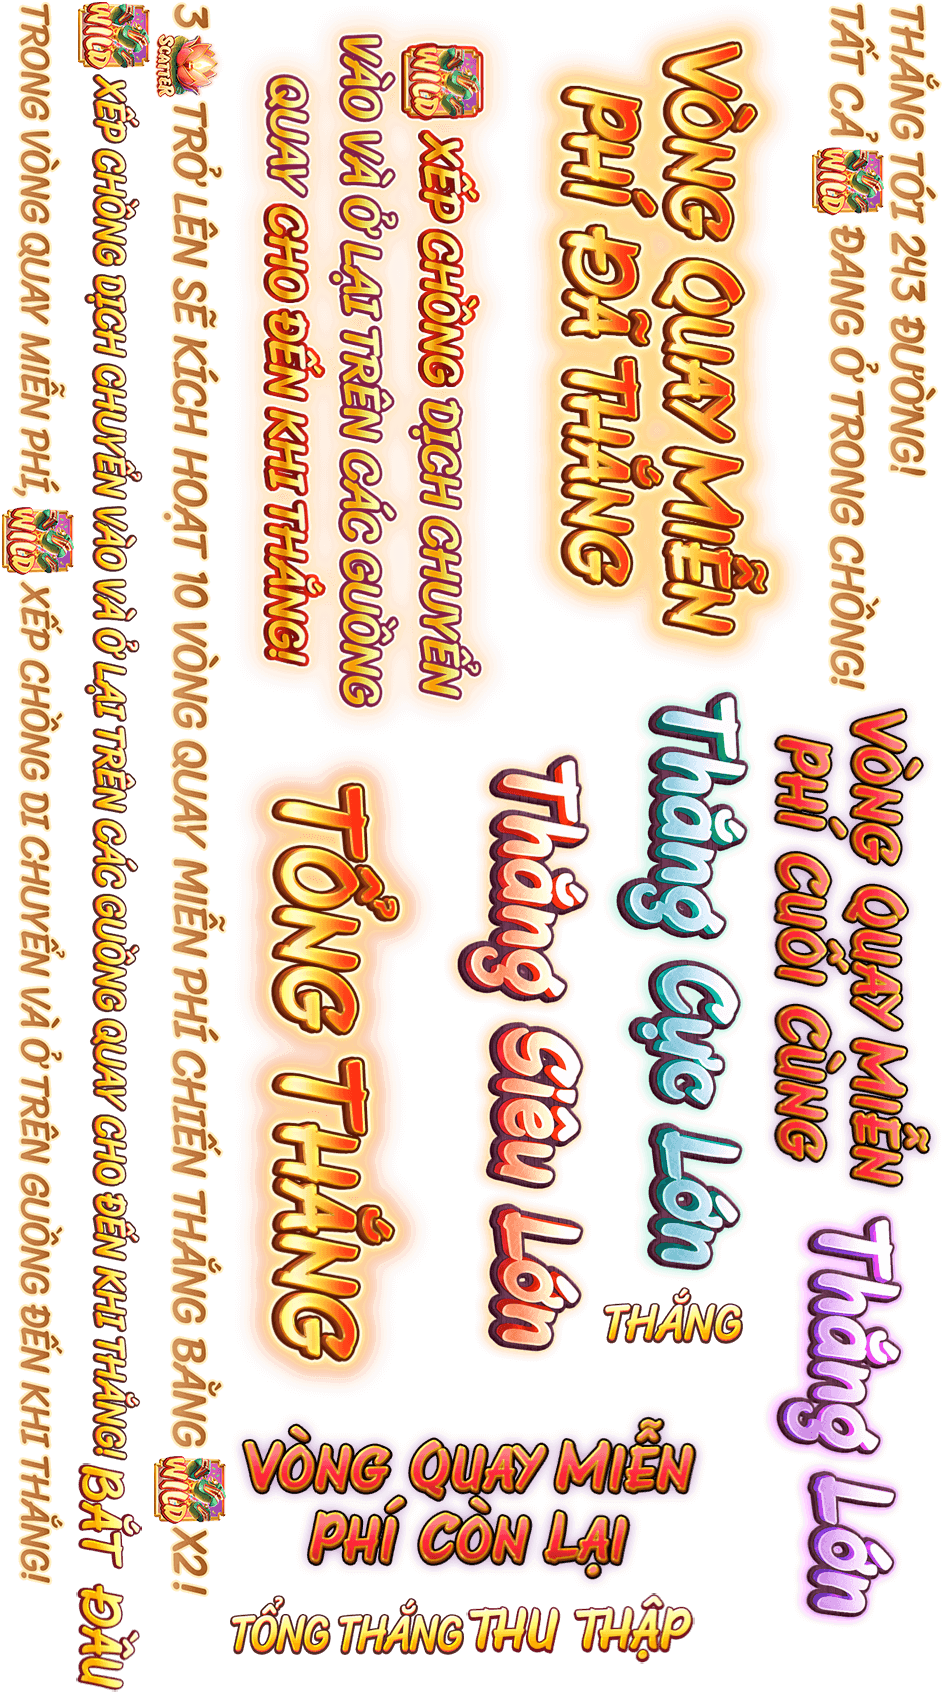 THẮNG TỚI 243 ĐƯỜNG!
TẤT CẢ WILD ĐANG Ở TRONG CHỒNG!
VÒNG QUAY MIỄN
PHÍ ĐÃ THẮNG
WILD XẾP CHỒNG DỊCH CHUYỂN
VÀO VÀ Ở LẠI TRÊN CÁC GUỒNG
QUAY CHO ĐẾN KHI THẮNG!
3 SCATTER TRỞ LÊN SẼ KÍCH HOẠT 10 VÒNG QUAY MIỄN PHÍ CHIẾN THẮNG BẰNG WILD X2!
WILD XẾP CHỒNG DỊCH CHUYỂN VÀO VÀ Ở LẠI TRÊN CÁC GUỒNG QUAY CHO ĐẾN KHI THẮNG!
BẮT ĐẦU
TRONG VÒNG QUAY MIỄN PHÍ, WILD XẾP CHỒNG DI CHUYỂN VÀ Ở TRÊN GUỒNG ĐẾN KHI THẮNG!
VÒNG QUAY MIỄN
PHÍ CUỐI CÙNG
Thắng Cực Lớn
Thắng Siêu Lớn
TỔNG THẮNG
Thắng Lớn
THẮNG
VÒNG QUAY MIỄN
PHÍ CÒN LẠI
TỔNG THẮNG
THU THẬP